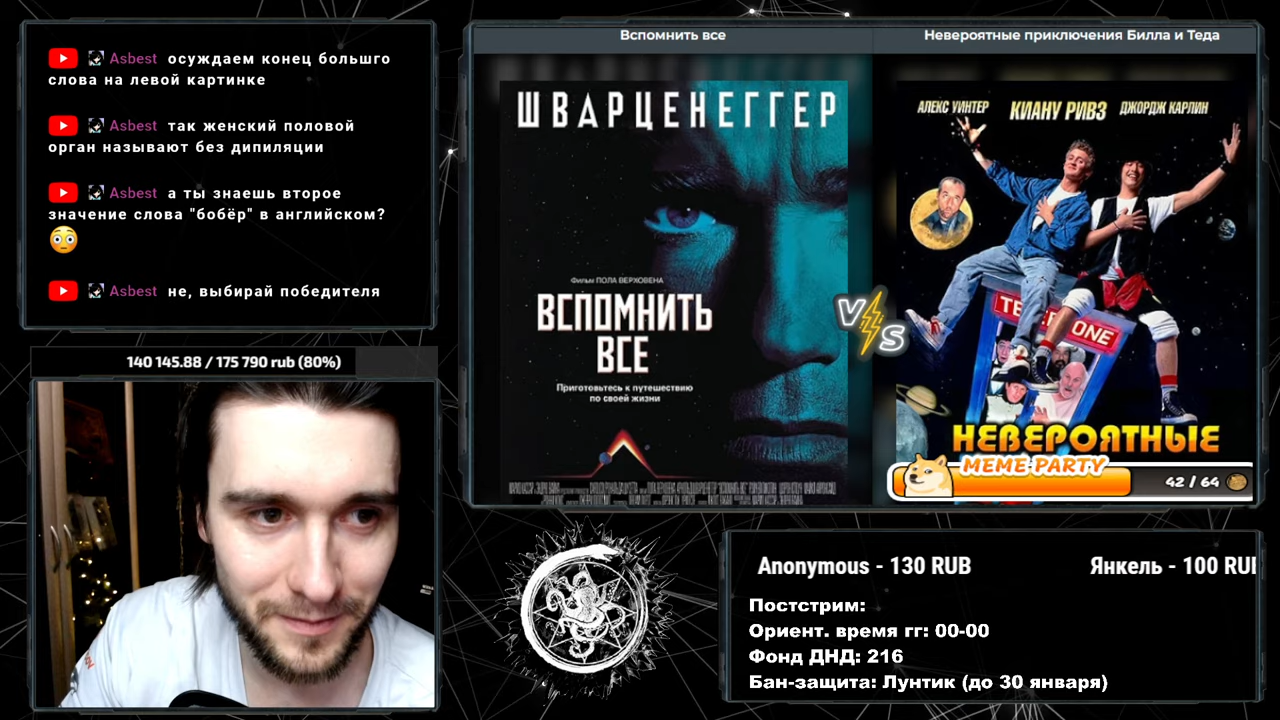 Asbest осуждаем конец большго
слова на левой картинке
Asbest так женский половой
орган называют без дипиляции
Asbest а ты знаешь второе
значение слова "бобёр" в английском?
Asbest не, выбирай победителя
140 145.88 / 175 790 rub (80%)
Вспомнить все
Невероятные приключения Билла и Теда
ШВАРЦЕНЕГГЕР
Фильм ПОЛА ВЕРХОВЕНА
ВСПОМНИТЬ
ВСЕ
Приготовьтесь к путешествию
по своей жизни
VS
АЛЕКС УИНТЕР КИАНУ РИВЗ ДЖОРДЖ КАРЛИН
НЕВЕРОЯТНЫЕ
MEME PARTY
42 / 64
Anonymous - 130 RUB
Янкель - 100 RUB
Постстрим:
Ориент. время гг: 00-00
Фонд ДНД: 216
Бан-защита: Лунтик (до 30 января)